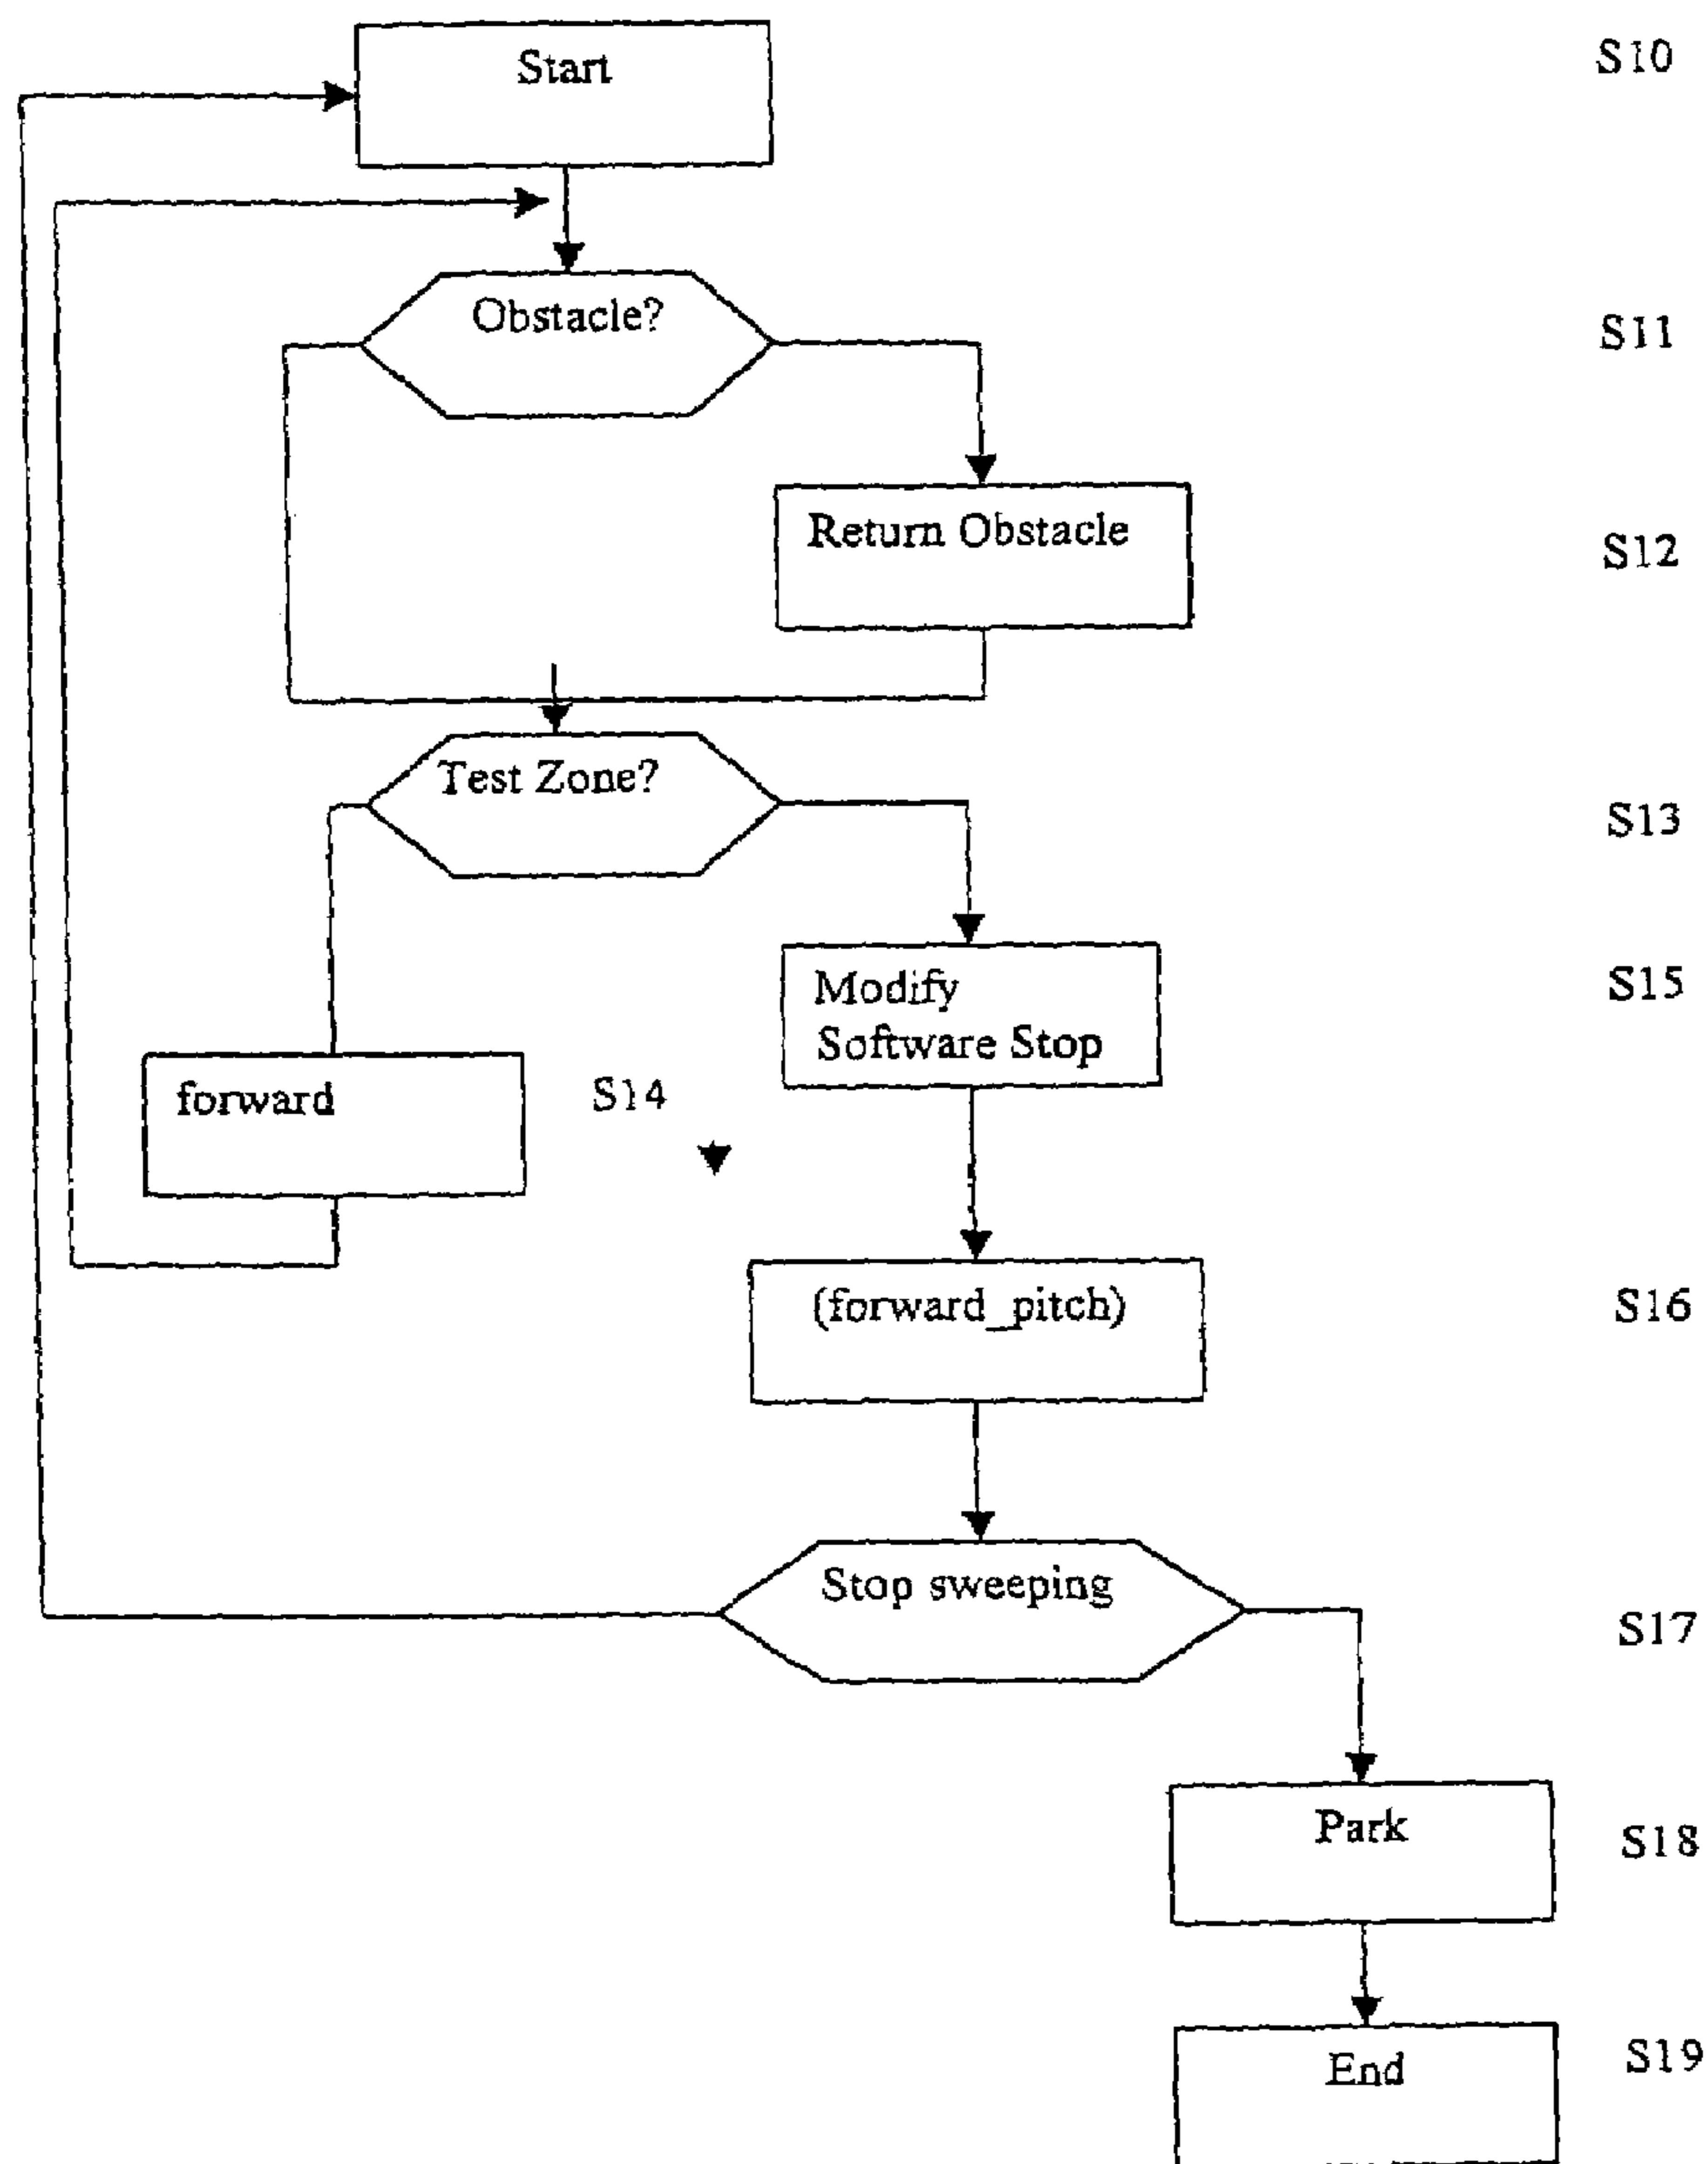 Start
S10
Obstacle?
S11
Return Obstacle
S12
Test Zone?
S13
Modify
Software Stop
S15
forward
S14
(forward_pitch)
S16
Stop sweeping
S17
Park
S18
End
S19